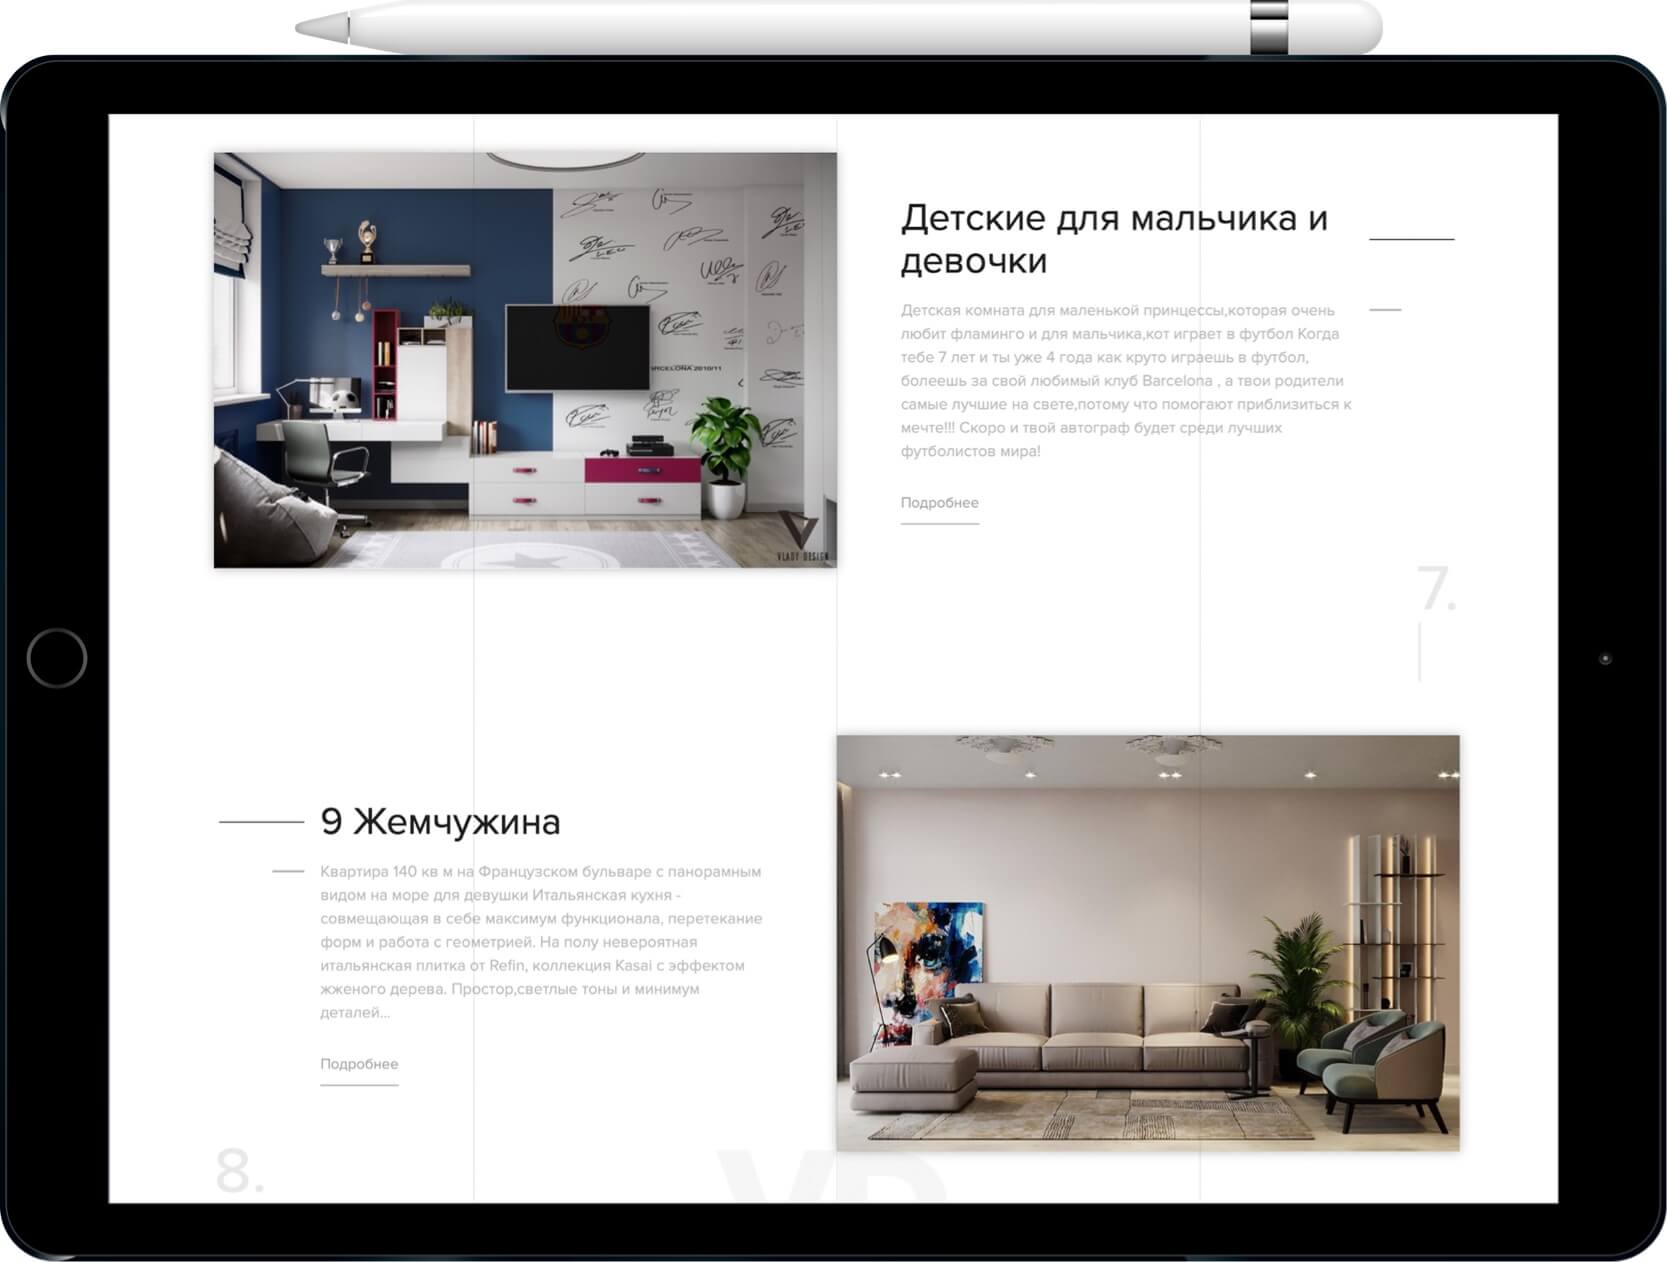 Детские для мальчика и
девочки
Детская комната для маленькой принцессы,которая очень
любит фламинго и для мальчика,кот играет в футбол Когда
тебе 7 лет и ты уже 4 года как круто играешь в футбол,
болеешь за свой любимый клуб Barcelona , а твои родители
самые лучшие на свете,потому что помогают приблизиться к
мечте!!! Скоро и твой автограф будет среди лучших
футболистов мира!
Подробнее
RCELONA 2010/11
VLADY DESIGN
7.
9 Жемчужина
Квартира 140 кв м на Французском бульваре с панорамным
видом на море для девушки Итальянская кухня -
совмещающая в себе максимум функционала, перетекание
форм и работа с геометрией. На полу невероятная
итальянская плитка от Refin, коллекция Kasai с эффектом
жженого дерева. Простор,светлые тоны и минимум
деталей...
Подробнее
8.